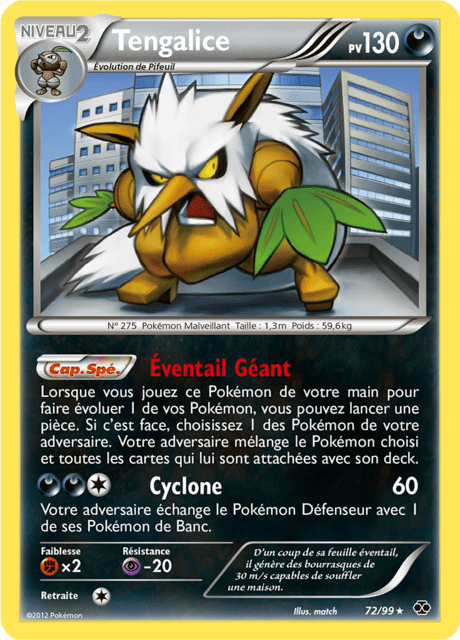 NIVEAU2
Tengalice
PV130
Évolution de Pifeuil
N° 275 Pokémon Malveillant Taille : 1,3m Poids : 59,6kg
Cap. Spé. Éventail Géant
Lorsque vous jouez ce Pokémon de votre main pour
faire évoluer 1 de vos Pokémon, vous pouvez lancer une
pièce. Si c'est face, choisissez 1 des Pokémon de votre
adversaire. Votre adversaire mélange le Pokémon choisi
et toutes les cartes qui lui sont attachées avec son deck.
Cyclone 60
Votre adversaire échange le Pokémon Défenseur avec 1
de ses Pokémon de Banc.
Faiblesse
×2
Résistance
-20
Retraite
D'un coup de sa feuille éventail,
il génère des bourrasques de
30 m/s capables de souffler
une maison.
©2012 Pokémon
Illus. match
72/99 ★